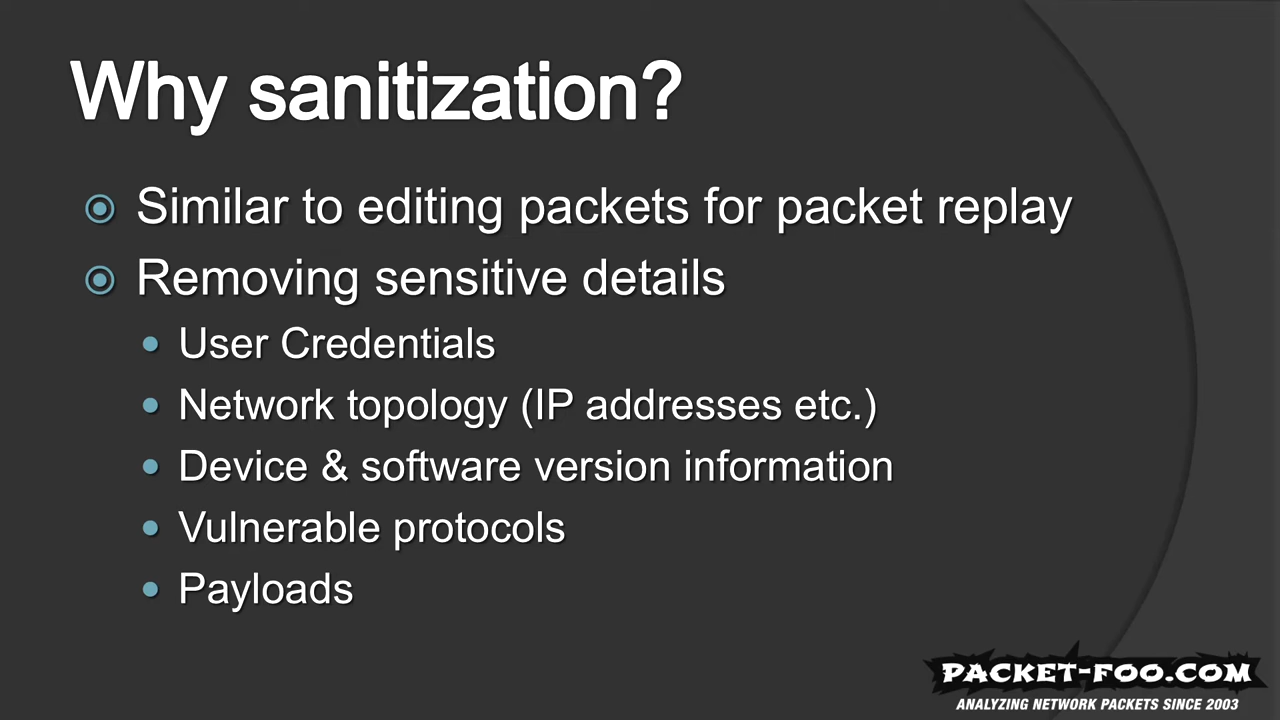 Why sanitization?
Similar to editing packets for packet replay
Removing sensitive details
User Credentials
Network topology (IP addresses etc.)
Device & software version information
Vulnerable protocols
Payloads
PACKET-FOO.COM
ANALYZING NETWORK PACKETS SINCE 2003